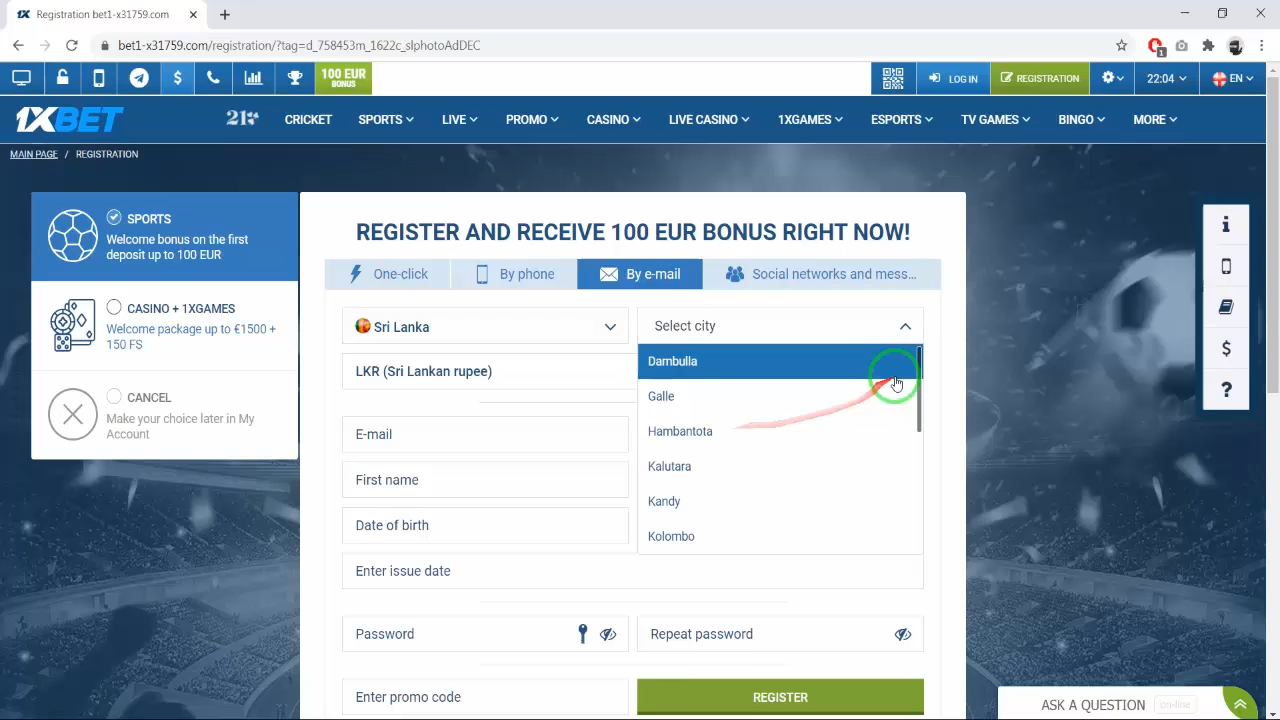 1X Registration bet1-x31759.com
bet1-x31759.com/registration/?tag=d_758453m_1622c_slphotoAdDEC
1
$ 100 EUR BONUS LOG IN REGISTRATION 22:04 EN
1XBET 21 CRICKET SPORTS LIVE PROMO CASINO LIVE CASINO 1XGAMES ESPORTS TV GAMES BINGO MORE
MAIN PAGE / REGISTRATION
SPORTS
Welcome bonus on the first
deposit up to 100 EUR
CASINO + 1XGAMES
Welcome package up to €1500 +
150 FS
CANCEL
Make your choice later in My
Account
REGISTER AND RECEIVE 100 EUR BONUS RIGHT NOW!
One-click By phone By e-mail Social networks and mess...
Sri Lanka Select city
LKR (Sri Lankan rupee) Dambulla
Galle
Hambantota
Kalutara
Kandy
Kolombo
E-mail
First name
Date of birth
Enter issue date
Password Repeat password
Enter promo code REGISTER
i
$
?
ASK A QUESTION on-line